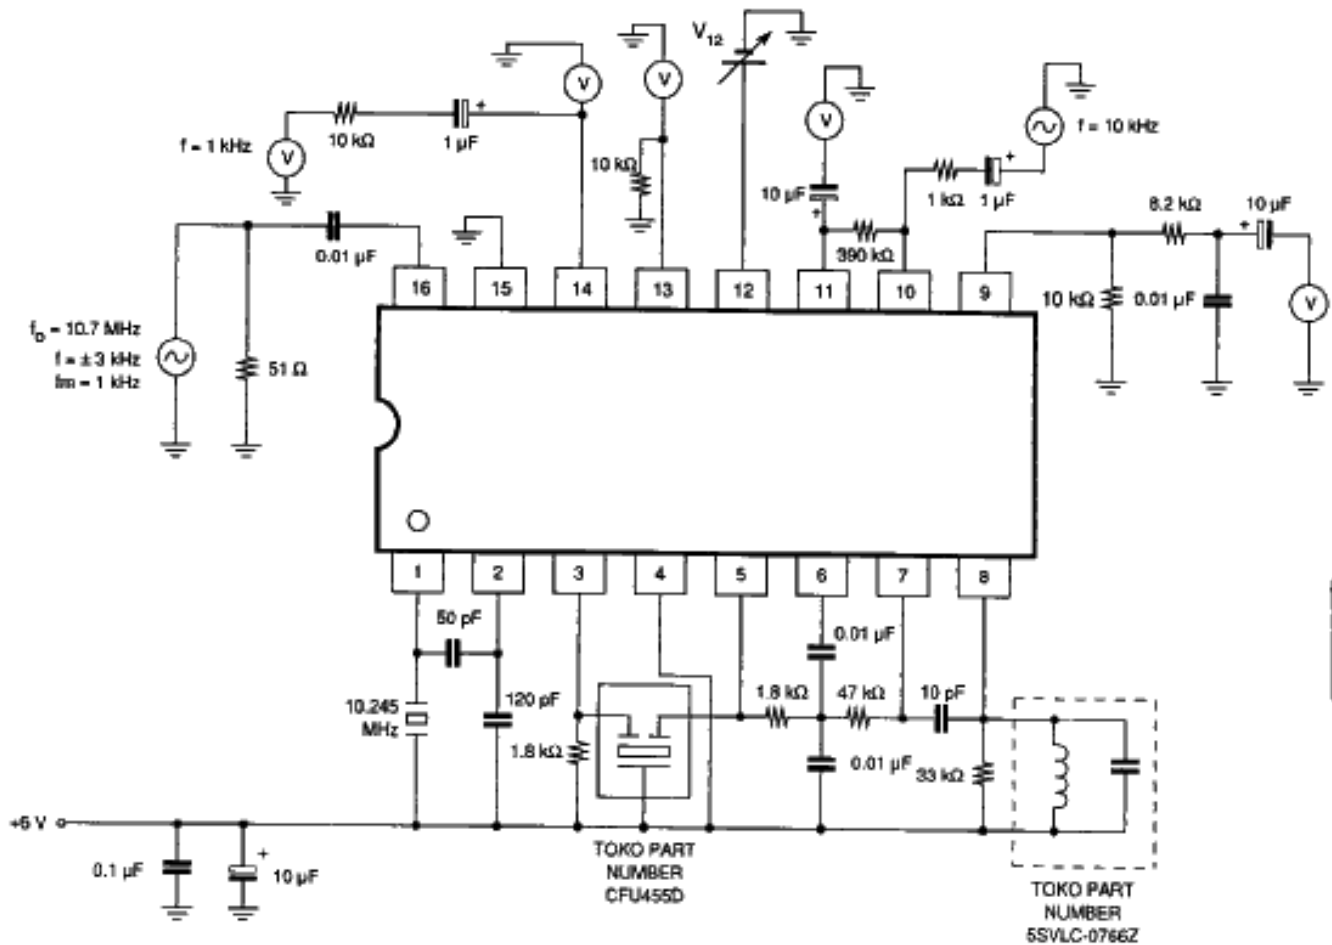 V12
f = 1 kHz
10 kΩ
1 µF
+
V
V
V
10 kΩ
V
10 µF
+
390 kΩ
1 kΩ
1 µF
+
f = 10 kHz
8.2 kΩ
10 µF
+
10 kΩ
0.01 µF
V
0.01 µF
fo = 10.7 MHz
f = ± 3 kHz
fm = 1 kHz
51 Ω
16
15
14
13
12
11
10
9
1
2
3
4
5
6
7
8
50 pF
0.01 µF
10.245
MHz
120 pF
1.8 kΩ
1.8 kΩ
47 kΩ
10 pF
0.01 µF
33 kΩ
+6 V
0.1 µF
+
10 µF
TOKO PART
NUMBER
CFU455D
TOKO PART
NUMBER
5SVLC-0766Z